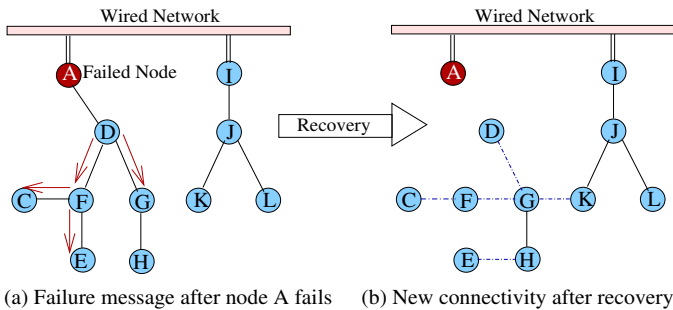 Wired Network
Wired Network
A
Failed Node
I
A
I
D
J
Recovery
D
J
C
F
G
K
L
C
F
G
K
L
E
H
E
H
(a) Failure message after node A fails
(b) New connectivity after recovery